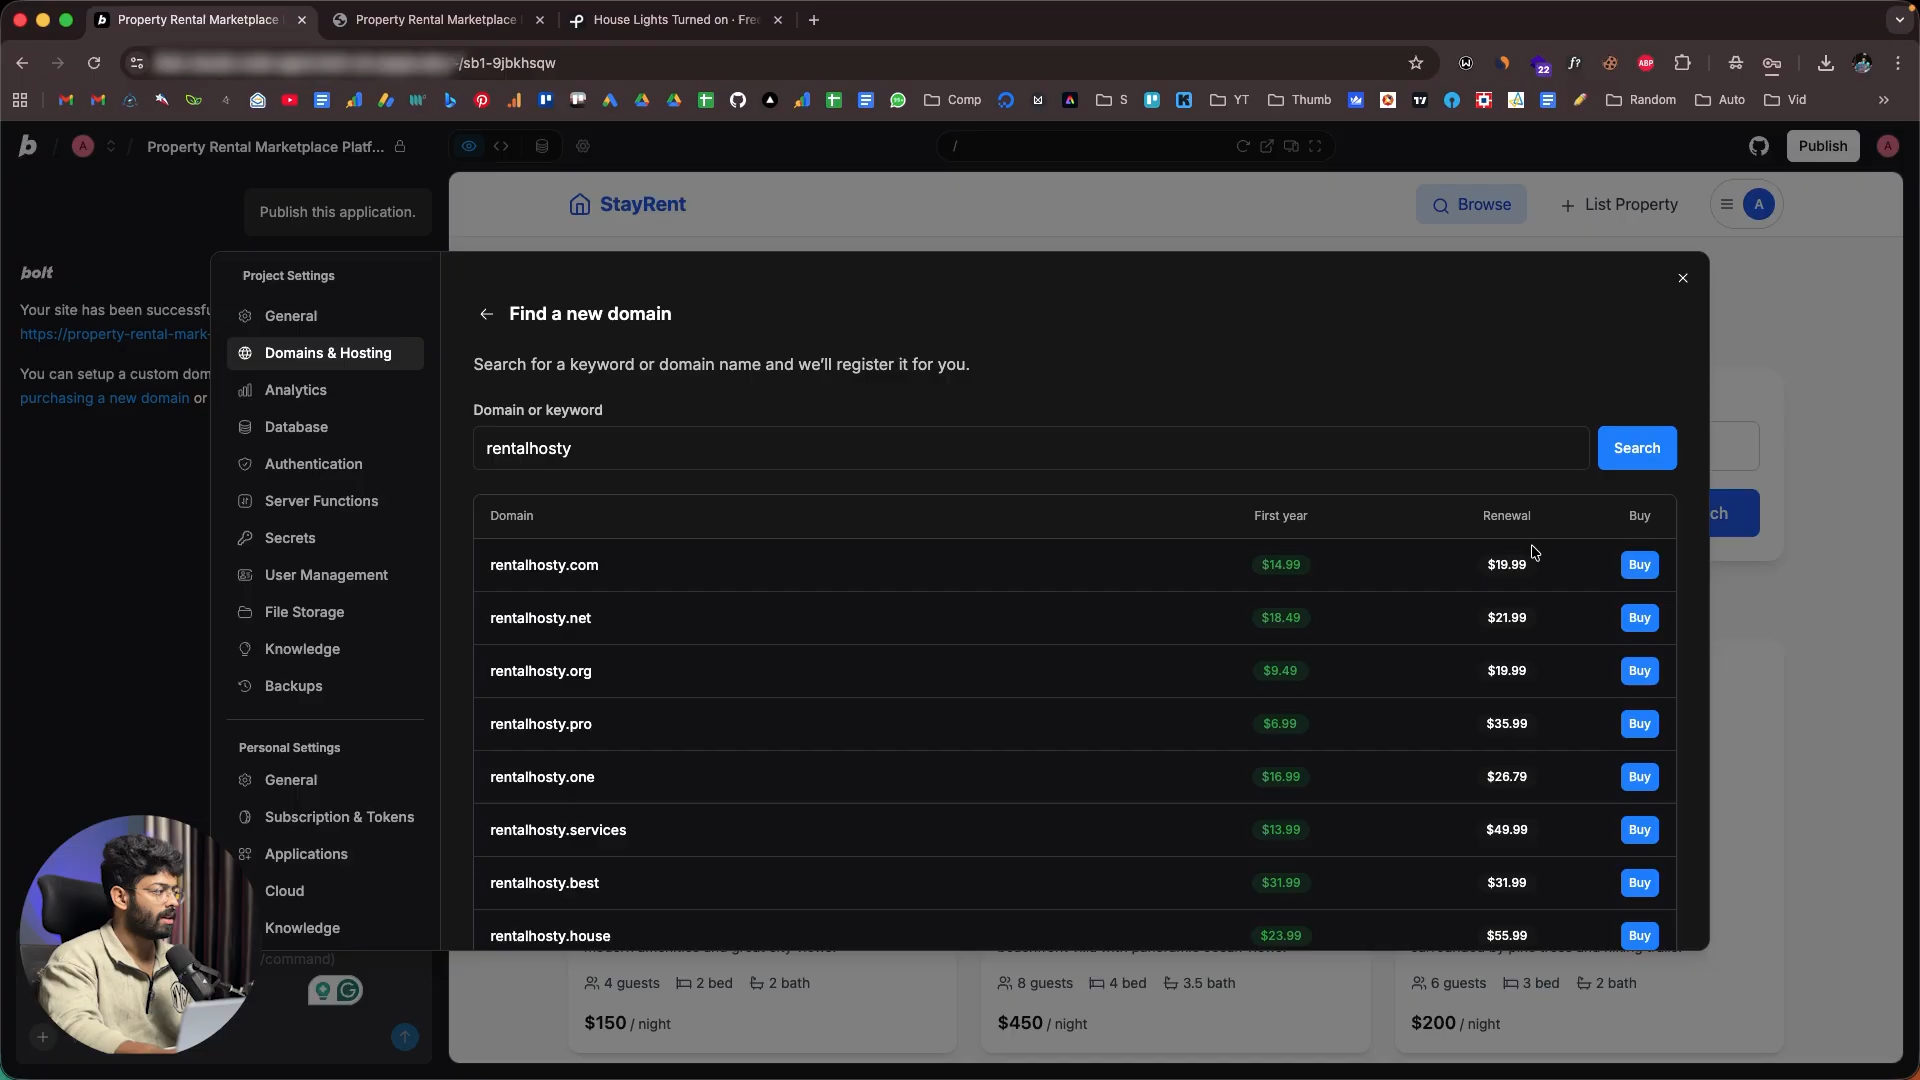 Property Rental Marketplace
Property Rental Marketplace
House Lights Turned on · Free
/sb1-9jbkhsqw
22
f?
ABP
Comp
S
YT
Thumb
Random
Auto
Vid
b
A
Property Rental Marketplace Platf...
/
Publish
A
Publish this application.
StayRent
Browse
List Property
A
bolt
Your site has been successfu
https://property-rental-mark-
You can setup a custom dom
purchasing a new domain or
Project Settings
General
Domains & Hosting
Analytics
Database
Authentication
Server Functions
Secrets
User Management
File Storage
Knowledge
Backups
Personal Settings
General
Subscription & Tokens
Applications
Cloud
Knowledge
/command)
Find a new domain
Search for a keyword or domain name and we'll register it for you.
Domain or keyword
rentalhosty
Search
Domain First year Renewal Buy
rentalhosty.com $14.99 $19.99 Buy
rentalhosty.net $18.49 $21.99 Buy
rentalhosty.org $9.49 $19.99 Buy
rentalhosty.pro $6.99 $35.99 Buy
rentalhosty.one $16.99 $26.79 Buy
rentalhosty.services $13.99 $49.99 Buy
rentalhosty.best $31.99 $31.99 Buy
rentalhosty.house $23.99 $55.99 Buy
ch
4 guests 2 bed 2 bath
$150 / night
8 guests 4 bed 3.5 bath
$450 / night
6 guests 3 bed 2 bath
$200 / night